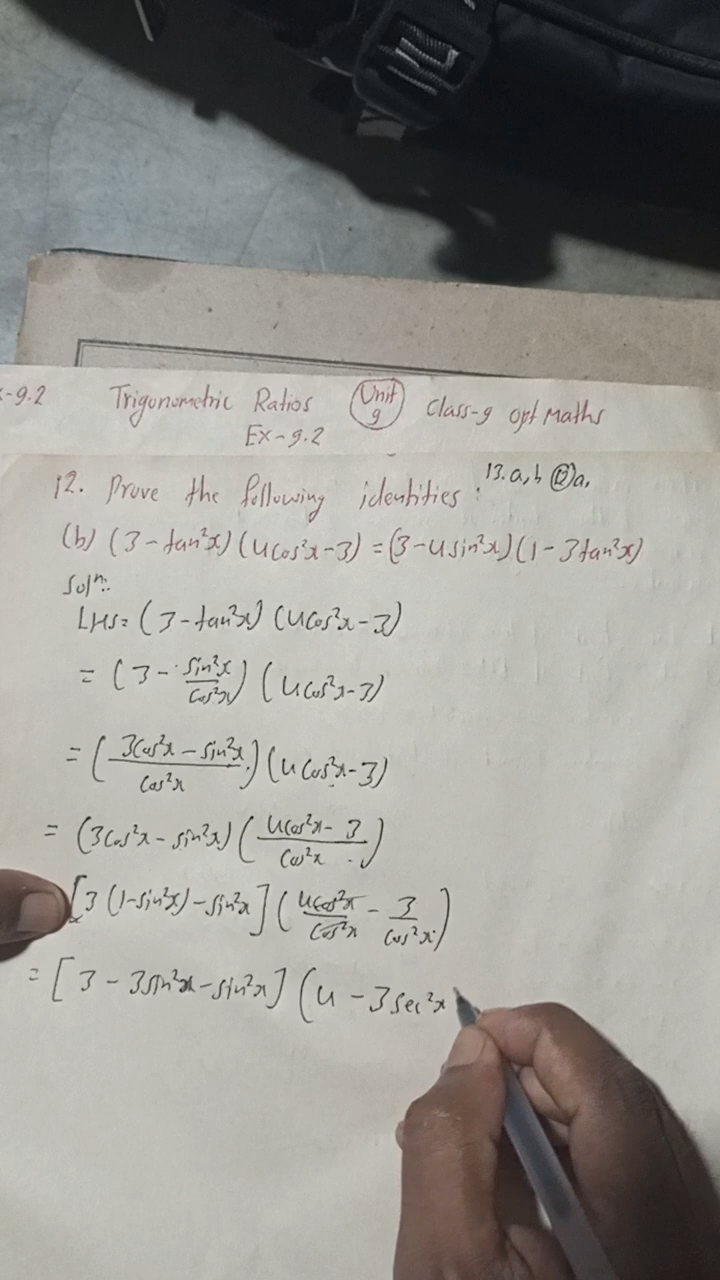 -9.2 Trigonometric Ratios Unit 9 Class-9 opt Maths
Ex-9.2
12. Prove the following identities: 13. a, b 12 a,
(b) (3 - tan²x) (4cos²x - 3) = (3 - 4sin²x) (1 - 3tan²x)
Solⁿ:
LHS = (3 - tan²x) (4cos²x - 3)
= (3 - sin²x/cos²x) (4cos²x - 3)
= (3cos²x - sin²x/cos²x) (4cos²x - 3)
= (3cos²x - sin²x) (4cos²x - 3/cos²x)
[3 (1-sin²x) - sin²x] (4cos²x/cos²x - 3/cos²x)
= [3 - 3sin²x - sin²x] (4 - 3sec²x